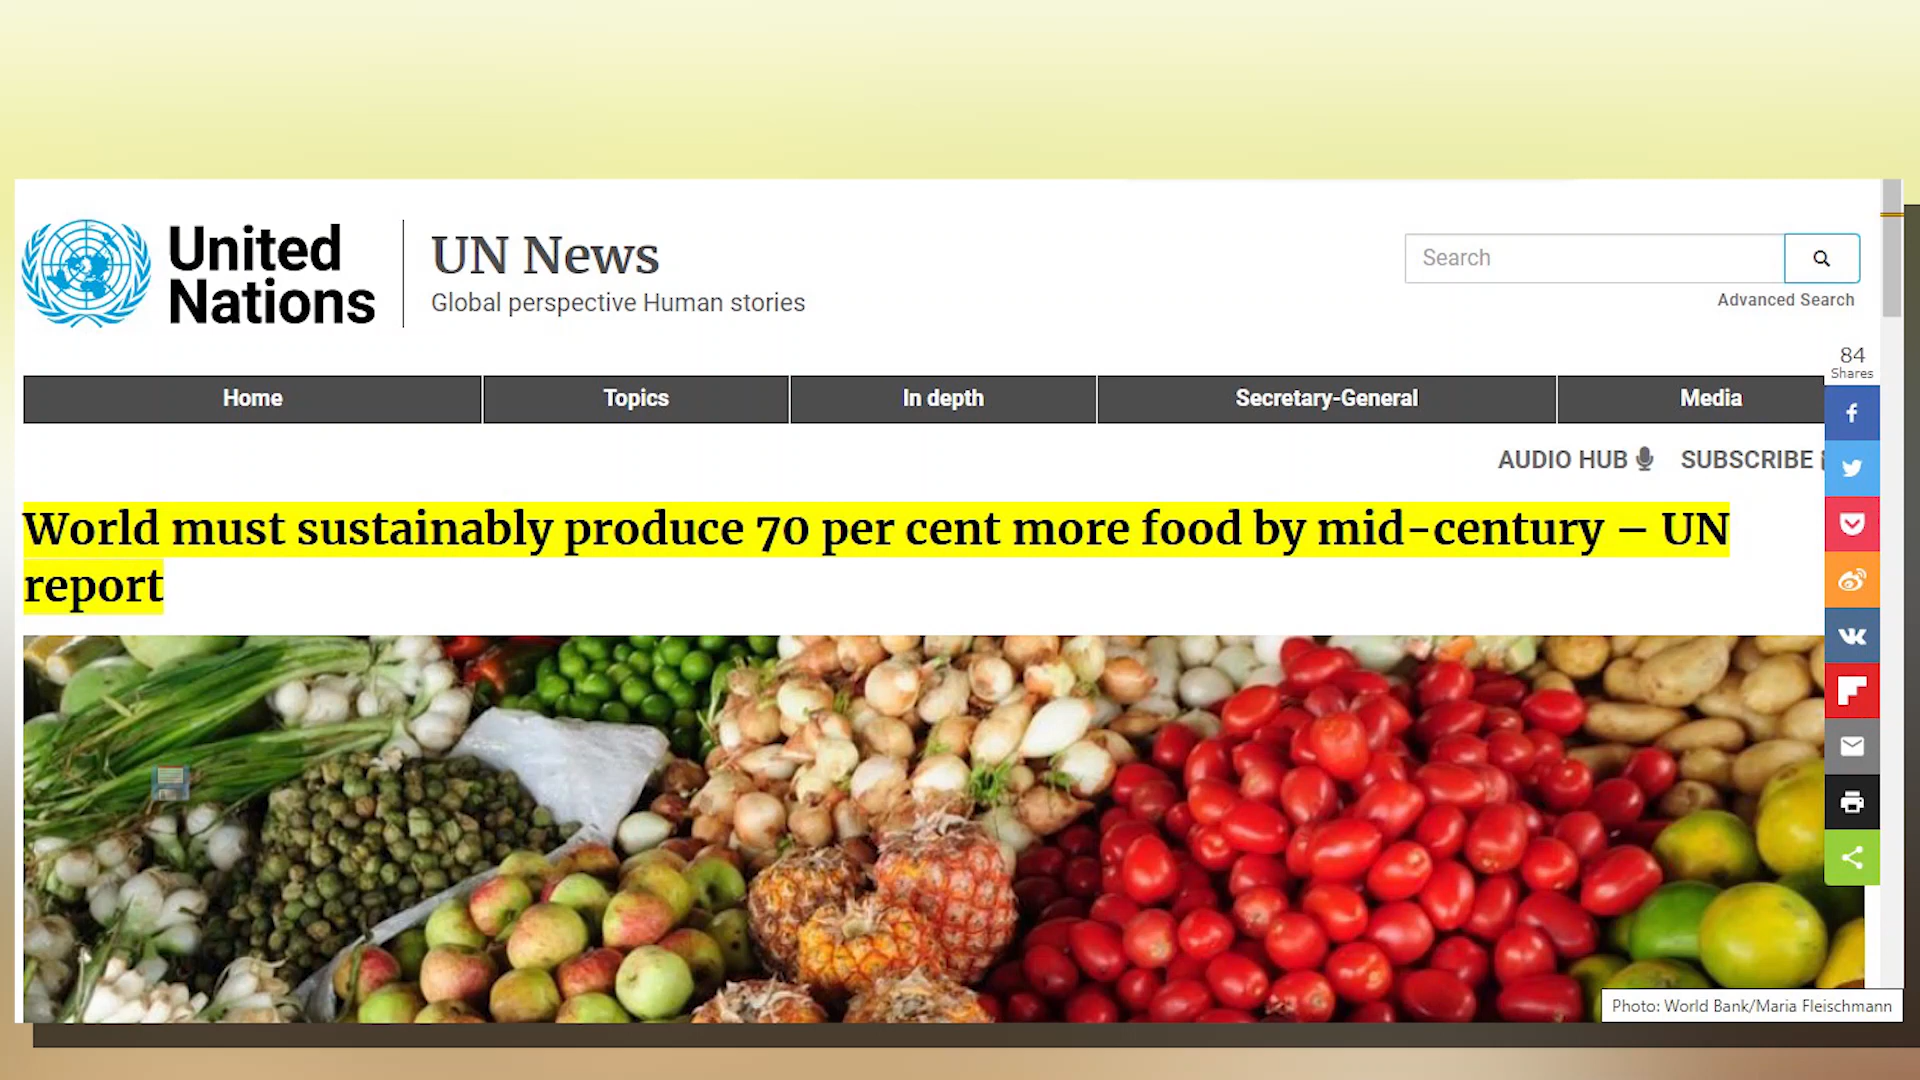 United
Nations
UN News
Global perspective Human stories
Search
Advanced Search
84
Shares
Home
Topics
In depth
Secretary-General
Media
AUDIO HUB
SUBSCRIBE
World must sustainably produce 70 per cent more food by mid-century – UN
report
Photo: World Bank/Maria Fleischmann